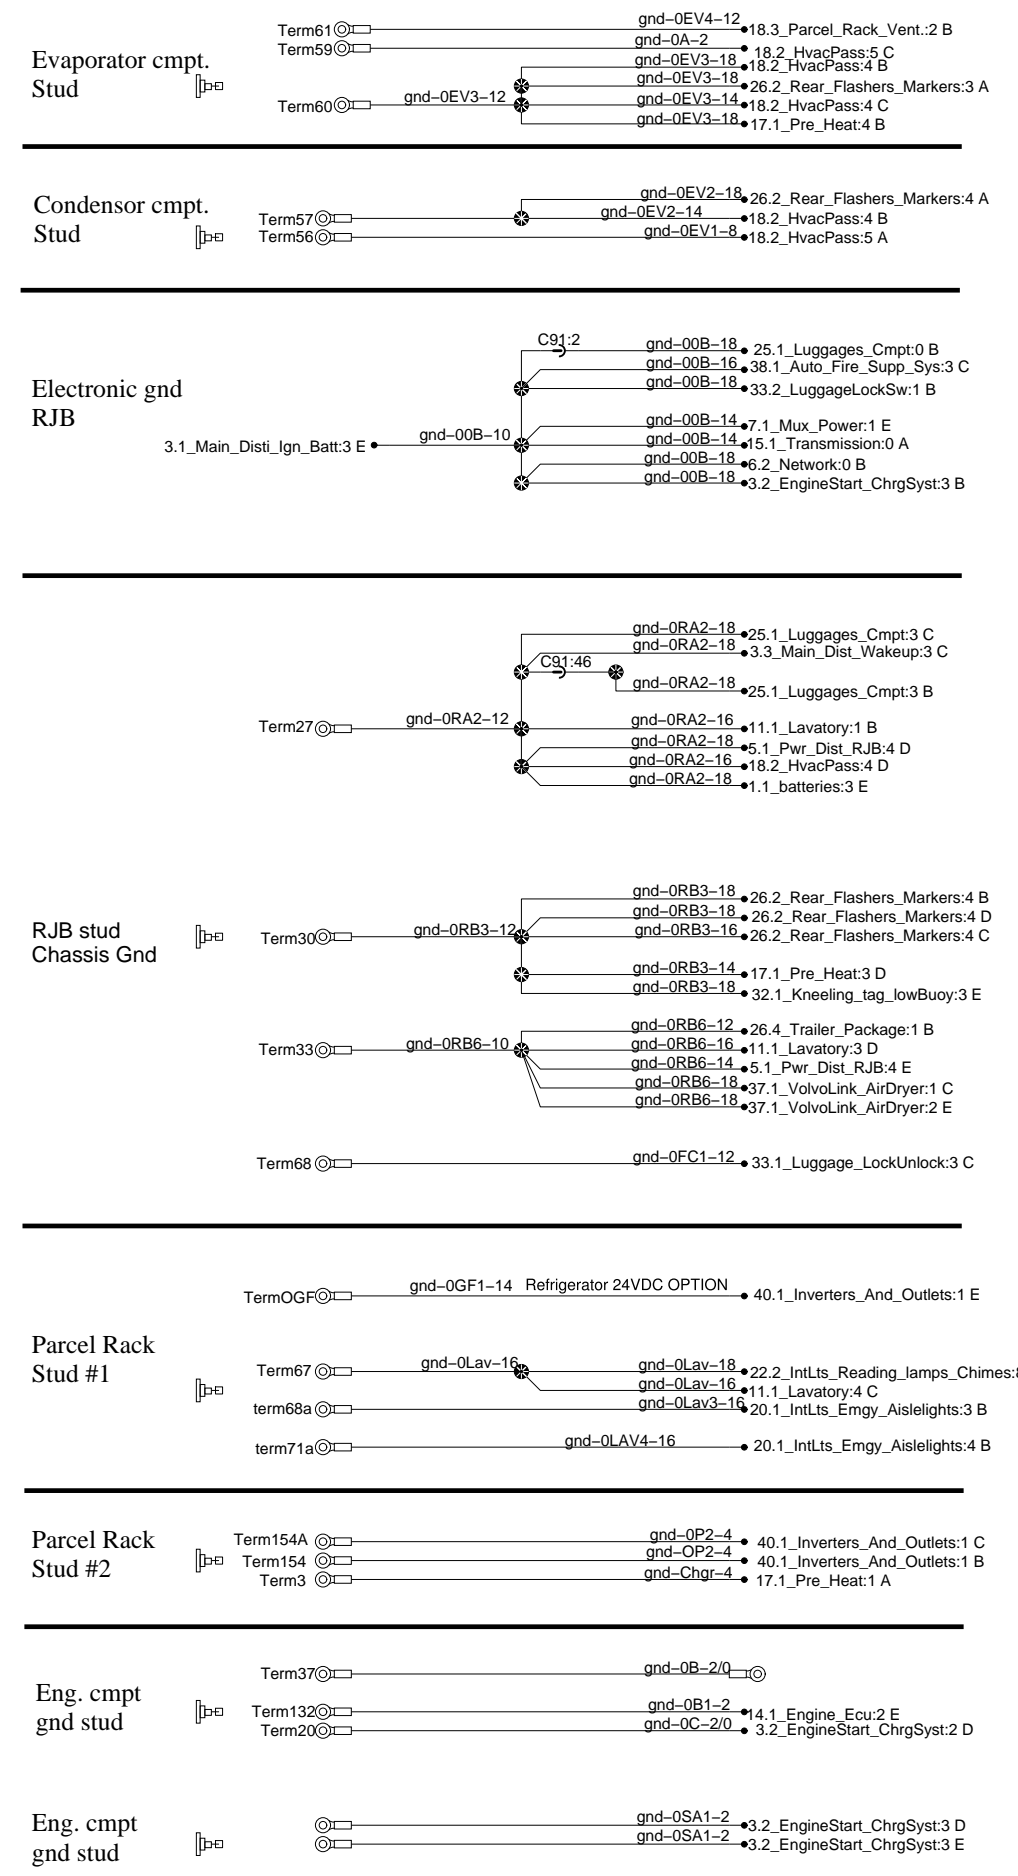 Evaporator cmpt.
Stud
Term61
gnd-0EV4-12
18.3_Parcel_Rack_Vent.:2 B
Term59
gnd-0A-2
18.2_HvacPass:5 C
gnd-0EV3-18
18.2_HvacPass:4 B
gnd-0EV3-18
26.2_Rear_Flashers_Markers:3 A
Term60
gnd-0EV3-12
gnd-0EV3-14
18.2_HvacPass:4 C
gnd-0EV3-18
17.1_Pre_Heat:4 B
Condensor cmpt.
Stud
gnd-0EV2-18
26.2_Rear_Flashers_Markers:4 A
Term57
gnd-0EV2-14
18.2_HvacPass:4 B
Term56
gnd-0EV1-8
18.2_HvacPass:5 A
Electronic gnd
RJB
C91:2
gnd-00B-18
25.1_Luggages_Cmpt:0 B
gnd-00B-16
38.1_Auto_Fire_Supp_Sys:3 C
gnd-00B-18
33.2_LuggageLockSw:1 B
gnd-00B-14
7.1_Mux_Power:1 E
3.1_Main_Disti_Ign_Batt:3 E
gnd-00B-10
gnd-00B-14
15.1_Transmission:0 A
gnd-00B-18
6.2_Network:0 B
gnd-00B-18
3.2_EngineStart_ChrgSyst:3 B
gnd-0RA2-18
25.1_Luggages_Cmpt:3 C
gnd-0RA2-18
3.3_Main_Dist_Wakeup:3 C
C91:46
gnd-0RA2-18
25.1_Luggages_Cmpt:3 B
Term27
gnd-0RA2-12
gnd-0RA2-16
11.1_Lavatory:1 B
gnd-0RA2-18
5.1_Pwr_Dist_RJB:4 D
gnd-0RA2-16
18.2_HvacPass:4 D
gnd-0RA2-18
1.1_batteries:3 E
RJB stud
Chassis Gnd
gnd-0RB3-18
26.2_Rear_Flashers_Markers:4 B
gnd-0RB3-18
26.2_Rear_Flashers_Markers:4 D
Term30
gnd-0RB3-12
gnd-0RB3-16
26.2_Rear_Flashers_Markers:4 C
gnd-0RB3-14
17.1_Pre_Heat:3 D
gnd-0RB3-18
32.1_Kneeling_tag_lowBuoy:3 E
gnd-0RB6-12
26.4_Trailer_Package:1 B
Term33
gnd-0RB6-10
gnd-0RB6-16
11.1_Lavatory:3 D
gnd-0RB6-14
5.1_Pwr_Dist_RJB:4 E
gnd-0RB6-18
37.1_VolvoLink_AirDryer:1 C
gnd-0RB6-18
37.1_VolvoLink_AirDryer:2 E
Term68
gnd-0FC1-12
33.1_Luggage_LockUnlock:3 C
Parcel Rack
Stud #1
TermOGF
gnd-0GF1-14
Refrigerator 24VDC OPTION
40.1_Inverters_And_Outlets:1 E
Term67
gnd-0Lav-16
gnd-0Lav-18
22.2_IntLts_Reading_lamps_Chimes:8
gnd-0Lav-16
11.1_Lavatory:4 C
term68a
gnd-0Lav3-16
20.1_IntLts_Emgy_Aislelights:3 B
term71a
gnd-0LAV4-16
20.1_IntLts_Emgy_Aislelights:4 B
Parcel Rack
Stud #2
Term154A
gnd-0P2-4
40.1_Inverters_And_Outlets:1 C
Term154
gnd-OP2-4
40.1_Inverters_And_Outlets:1 B
Term3
gnd-Chgr-4
17.1_Pre_Heat:1 A
Eng. cmpt
gnd stud
Term37
gnd-0B-2/0
Term132
gnd-0B1-2
14.1_Engine_Ecu:2 E
Term20
gnd-0C-2/0
3.2_EngineStart_ChrgSyst:2 D
Eng. cmpt
gnd stud
gnd-0SA1-2
3.2_EngineStart_ChrgSyst:3 D
gnd-0SA1-2
3.2_EngineStart_ChrgSyst:3 E